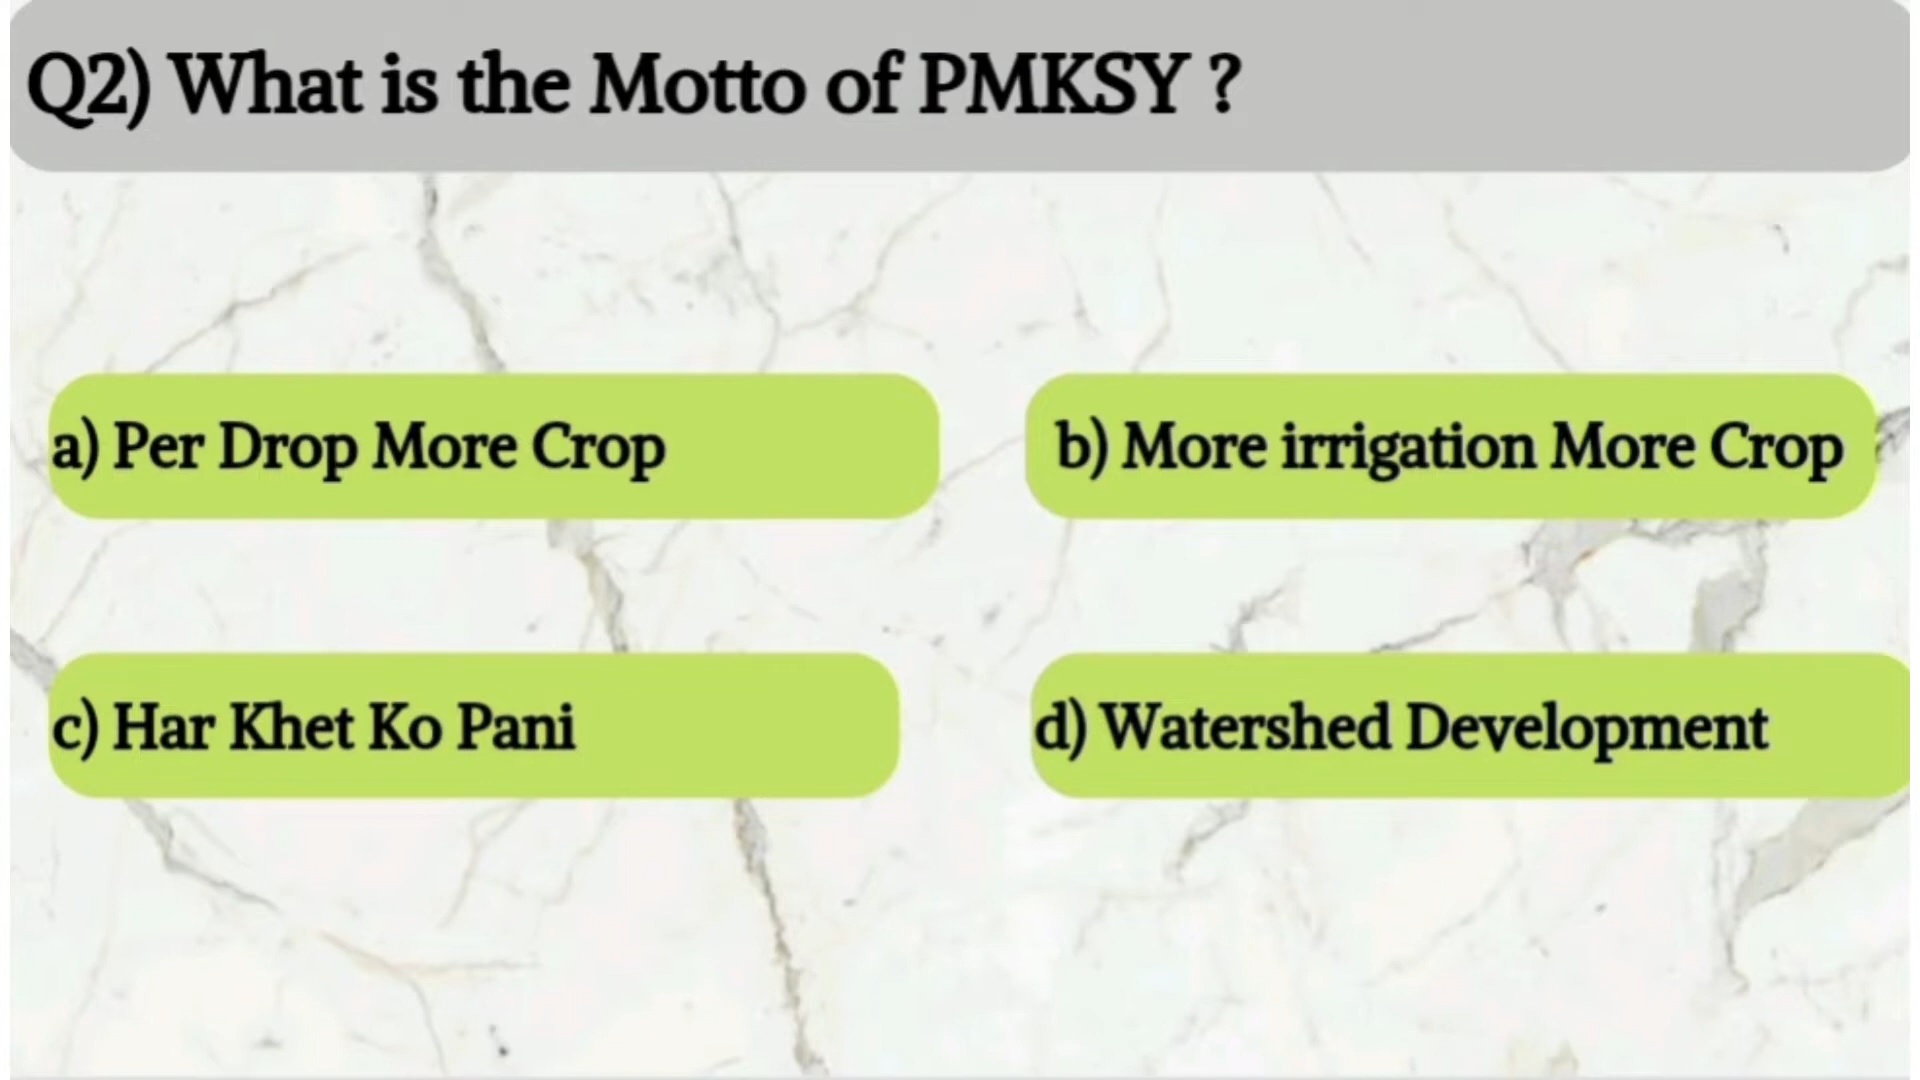 Q2) What is the Motto of PMKSY ?
a) Per Drop More Crop
b) More irrigation More Crop
c) Har Khet Ko Pani
d) Watershed Development